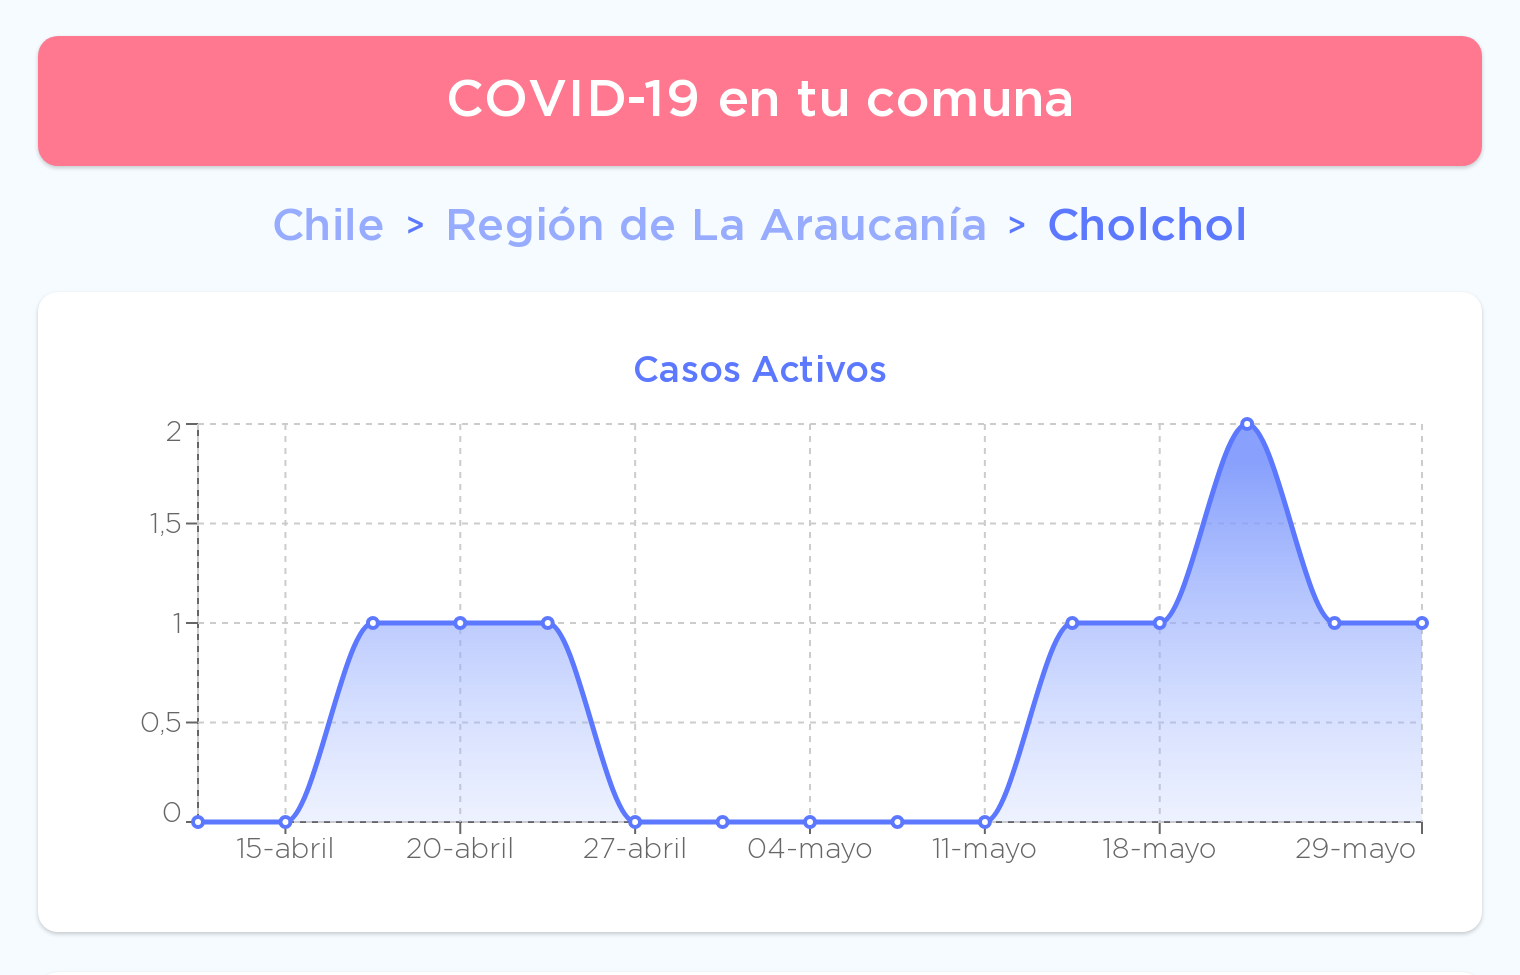 COVID-19 en tu comuna
Chile > Región de La Araucanía > Cholchol
Casos Activos
2
1,5
1
0,5
0
15-abril 20-abril 27-abril 04-mayo 11-mayo 18-mayo 29-mayo